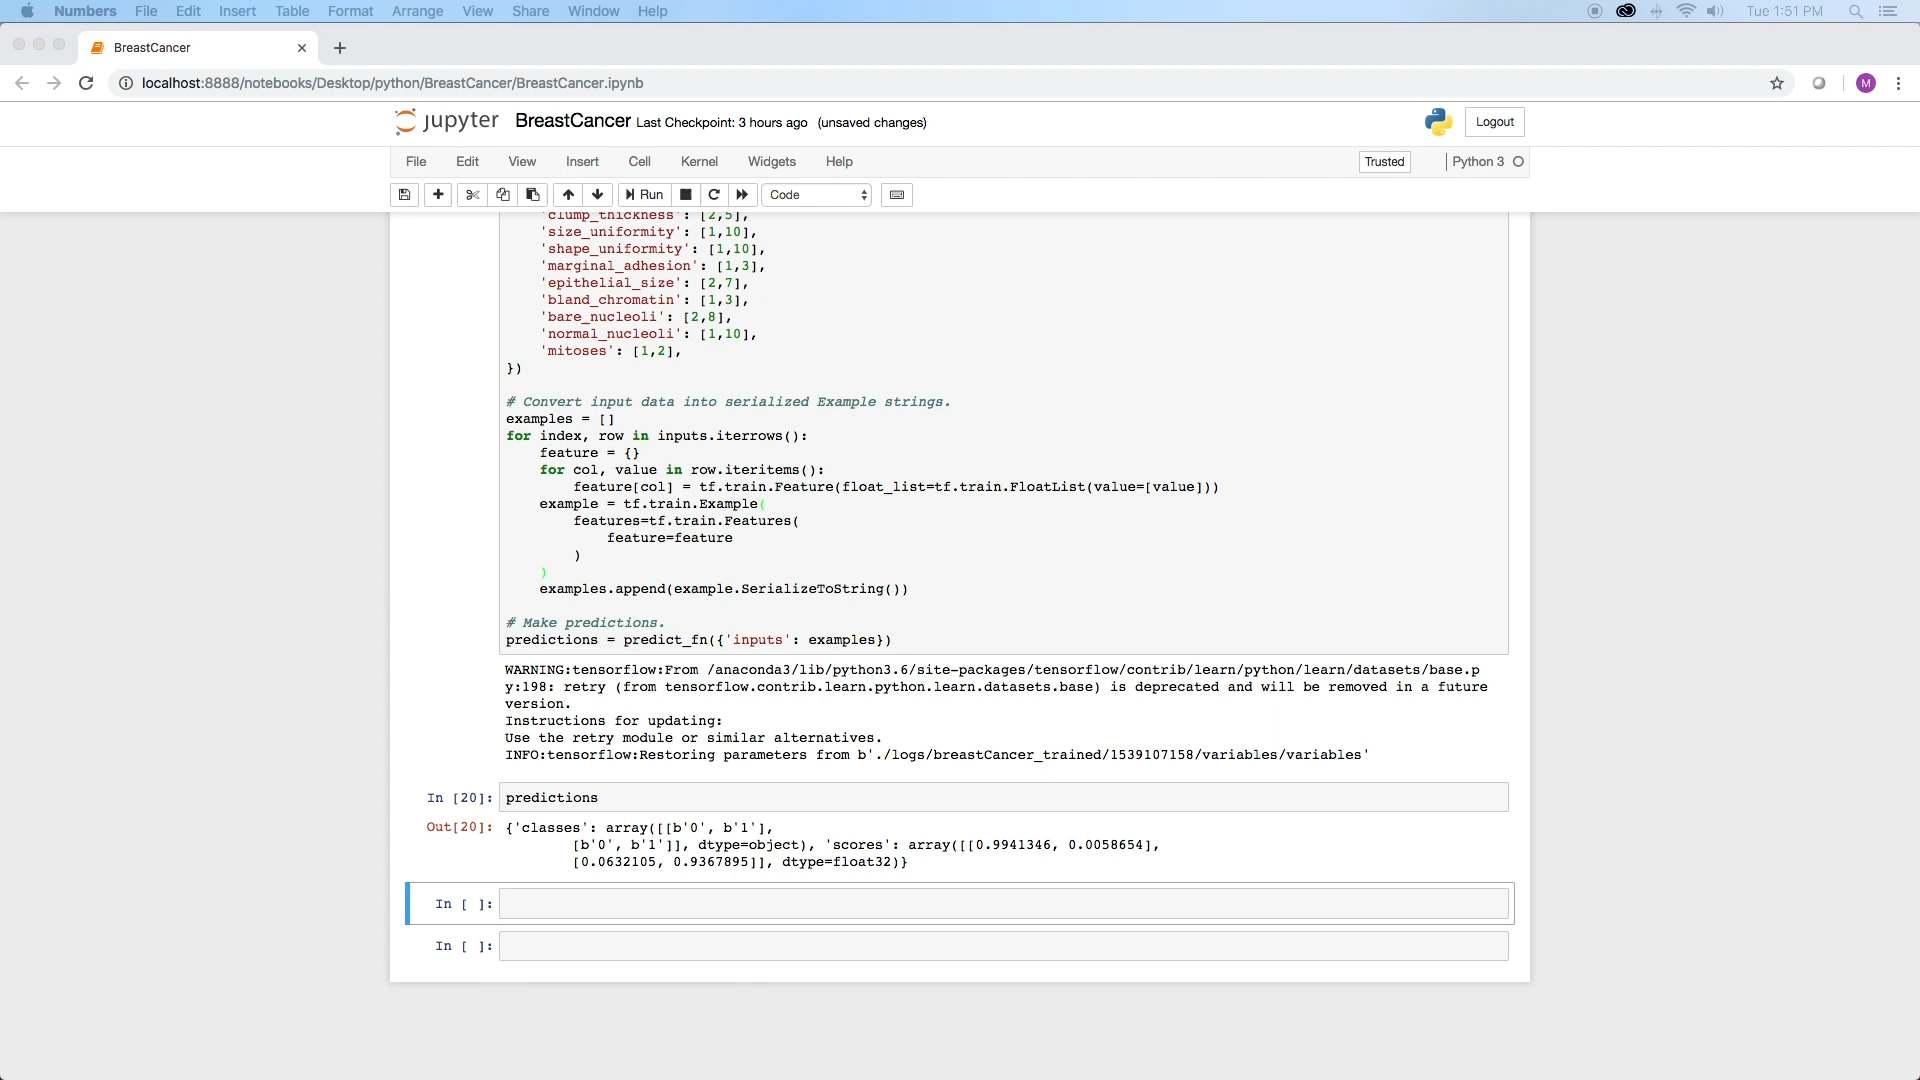 Numbers File Edit Insert Table Format Arrange View Share Window Help Tue 1:51 PM
BreastCancer
localhost:8888/notebooks/Desktop/python/BreastCancer/BreastCancer.ipynb M
jupyter BreastCancer Last Checkpoint: 3 hours ago (unsaved changes) Logout
File Edit View Insert Cell Kernel Widgets Help Trusted Python 3
Run Code
'clump_thickness': [2,5],
'size_uniformity': [1,10],
'shape_uniformity': [1,10],
'marginal_adhesion': [1,3],
'epithelial_size': [2,7],
'bland_chromatin': [1,3],
'bare_nucleoli': [2,8],
'normal_nucleoli': [1,10],
'mitoses': [1,2],
})
# Convert input data into serialized Example strings.
examples = []
for index, row in inputs.iterrows():
feature = {}
for col, value in row.iteritems():
feature[col] = tf.train.Feature(float_list=tf.train.FloatList(value=[value]))
example = tf.train.Example(
features=tf.train.Features(
feature=feature
)
)
examples.append(example.SerializeToString())
# Make predictions.
predictions = predict_fn({'inputs': examples})
WARNING:tensorflow:From /anaconda3/lib/python3.6/site-packages/tensorflow/contrib/learn/python/learn/datasets/base.p
y:198: retry (from tensorflow.contrib.learn.python.learn.datasets.base) is deprecated and will be removed in a future
version.
Instructions for updating:
Use the retry module or similar alternatives.
INFO:tensorflow:Restoring parameters from b'./logs/breastCancer_trained/1539107158/variables/variables'
In [20]: predictions
Out[20]: {'classes': array([[b'0', b'1'],
[b'0', b'1']], dtype=object), 'scores': array([[0.9941346, 0.0058654],
[0.0632105, 0.9367895]], dtype=float32)}
In [ ]:
In [ ]: